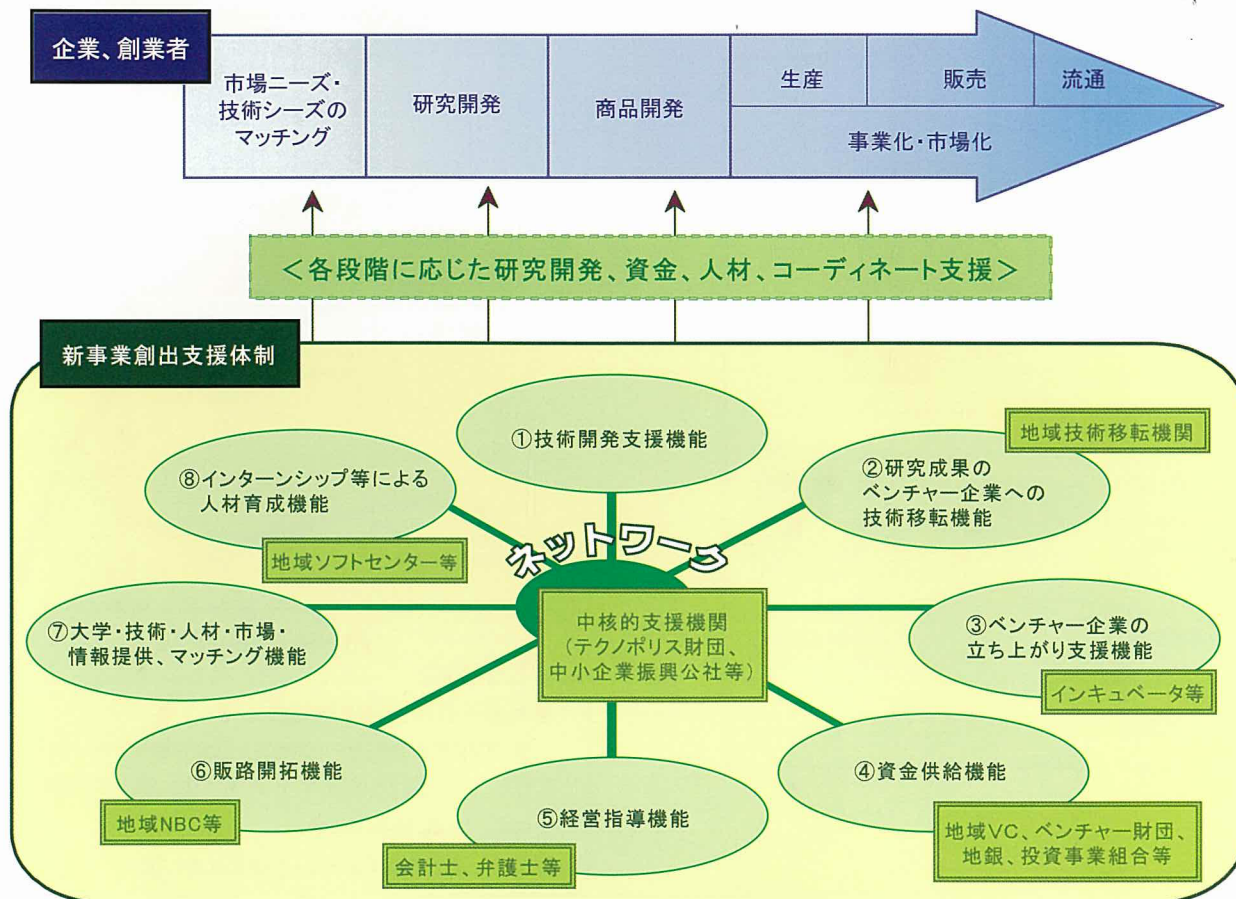 企業、創業者
市場ニーズ・
技術シーズの
マッチング
研究開発
商品開発
生産
販売
流通
事業化・市場化
＜各段階に応じた研究開発、資金、人材、コーディネート支援＞
新事業創出支援体制
①技術開発支援機能
地域技術移転機関
②研究成果の
ベンチャー企業への
技術移転機能
⑧インターンシップ等による
人材育成機能
地域ソフトセンター等
ネットワーク
中核的支援機関
(テクノポリス財団、
中小企業振興公社等)
③ベンチャー企業の
立ち上がり支援機能
インキュベータ等
⑦大学・技術・人材・市場・
情報提供、マッチング機能
⑥販路開拓機能
地域NBC等
⑤経営指導機能
会計士、弁護士等
④資金供給機能
地域VC、ベンチャー財団、
地銀、投資事業組合等